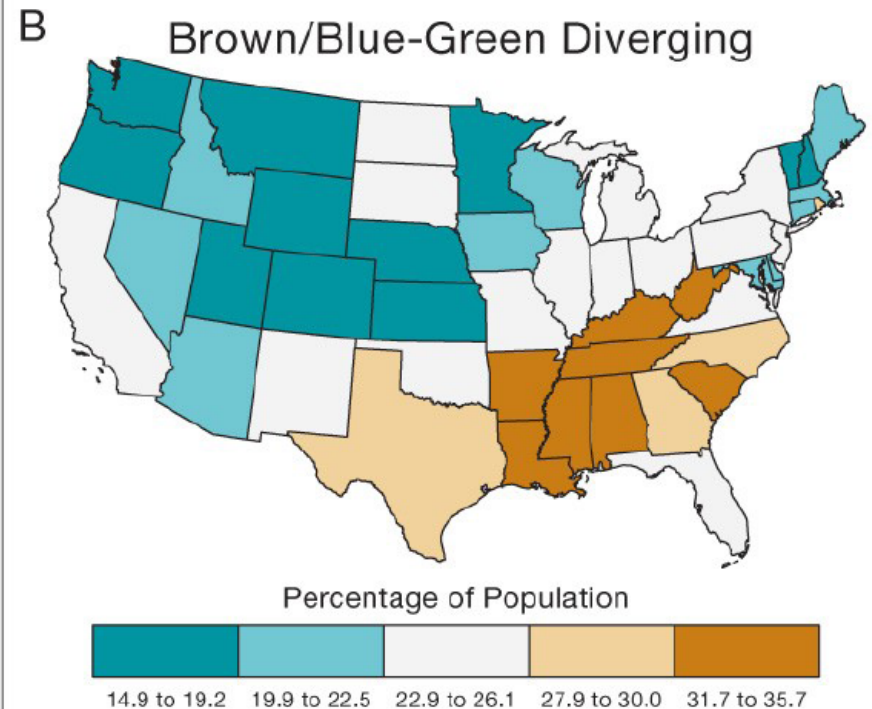 B
Brown/Blue-Green Diverging
Percentage of Population
14.9 to 19.2 19.9 to 22.5 22.9 to 26.1 27.9 to 30.0 31.7 to 35.7